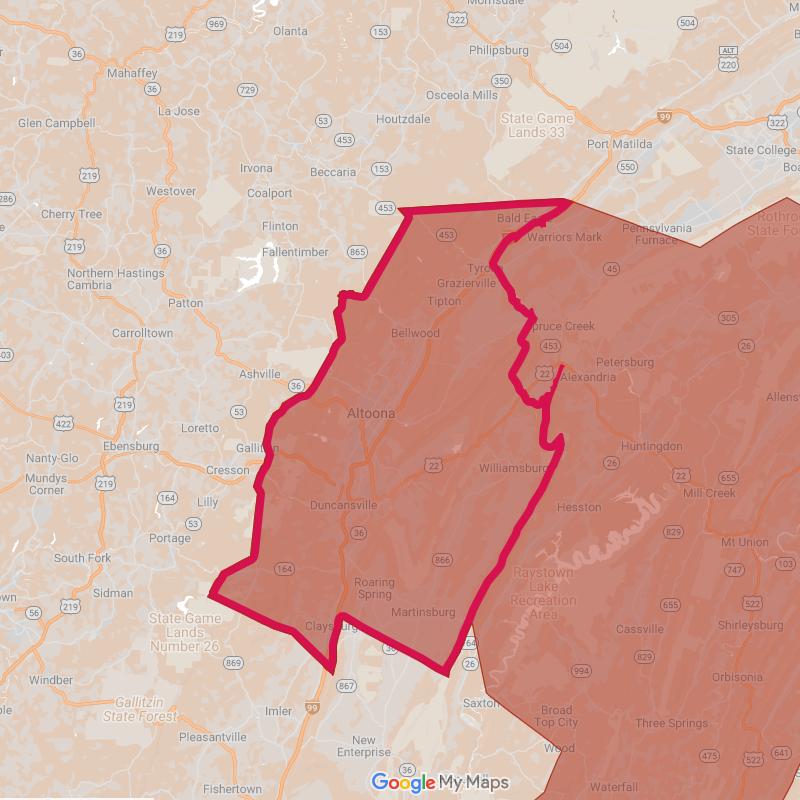 Morrisdale
322
504
504
969
Olanta
153
219
ALT
220
36
Philipsburg
Mahaffey
36
729
350
Osceola Mills
La Jose
State Game
Lands 33
99
322
Glen Campbell
53
Houtzdale
453
Port Matilda
State College
550
219
Irvona
Beccaria
153
286
Westover
Coalport
Cherry Tree
453
Bald Eagle
Flinton
453
Warriors Mark
Pennsylvania
Furnace
Rothrock
State Fo
219
36
Fallentimber
865
Northern Hastings
Cambria
Tyrone
45
Grazierville
Patton
Tipton
305
Carrolltown
Bellwood
Spruce Creek
453
26
403
Petersburg
Ashville
36
22
Alexandria
219
53
Altoona
422
Loretto
Ebensburg
Gallitzin
Huntingdon
Nanty-Glo
Cresson
22
Williamsburg
26
Mundys
Corner
219
22
655
164
Lilly
Duncansville
Hesston
Mill Creek
53
Portage
36
829
Mt Union
South Fork
866
164
747
103
Raystown
Lake
Recreation
Area
Sidman
Roaring
Spring
655
522
56
219
Martinsburg
State Game
Lands
Number 26
Claysburg
Cassville
Shirleysburg
829
869
36
26
994
Windber
867
Orbisonia
Gallitzin
State Forest
Saxton
99
Imler
Broad
Top City
Three Springs
Pleasantville
New
Enterprise
Wood
475
522
641
36
Waterfall
Fishertown
Google My Maps